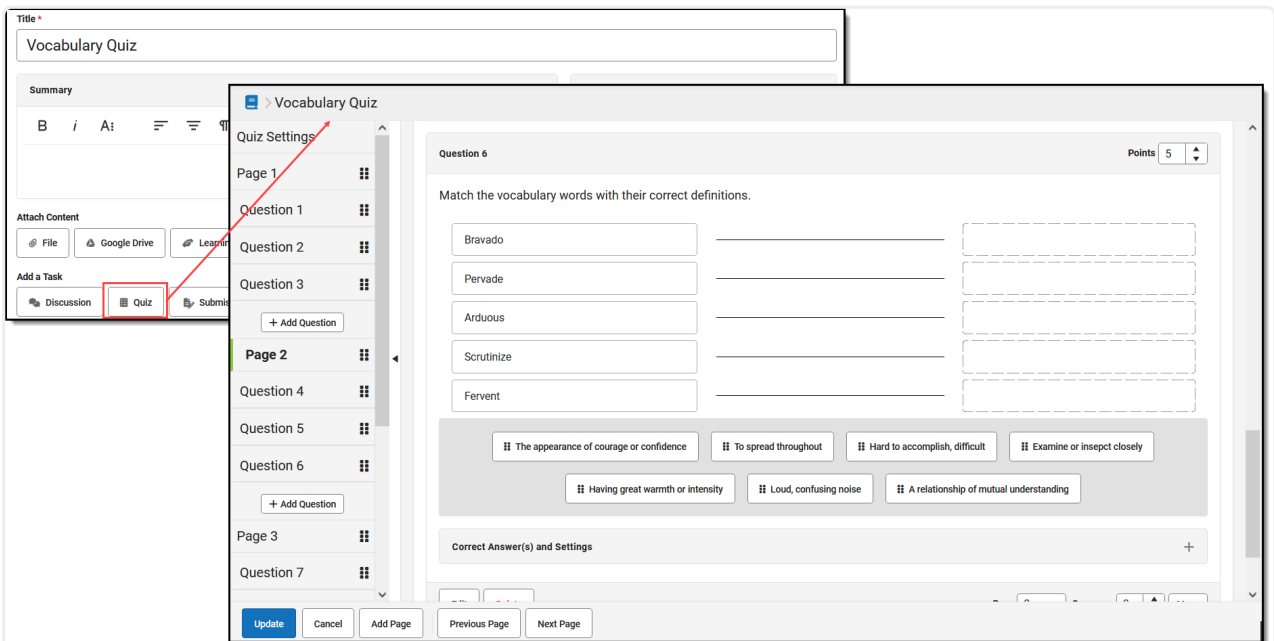 Title *
Vocabulary Quiz
Summary
B i A
Attach Content
File Google Drive Learnin
Add a Task
Discussion Quiz Submis
> Vocabulary Quiz
Quiz Settings
Page 1
Question 1
Question 2
Question 3
+ Add Question
Page 2
Question 4
Question 5
Question 6
+ Add Question
Page 3
Question 7
Question 6 Points 5
Match the vocabulary words with their correct definitions.
Bravado
Pervade
Arduous
Scrutinize
Fervent
The appearance of courage or confidence To spread throughout Hard to accomplish, difficult Examine or insepct closely
Having great warmth or intensity Loud, confusing noise A relationship of mutual understanding
Correct Answer(s) and Settings +
Update Cancel Add Page Previous Page Next Page